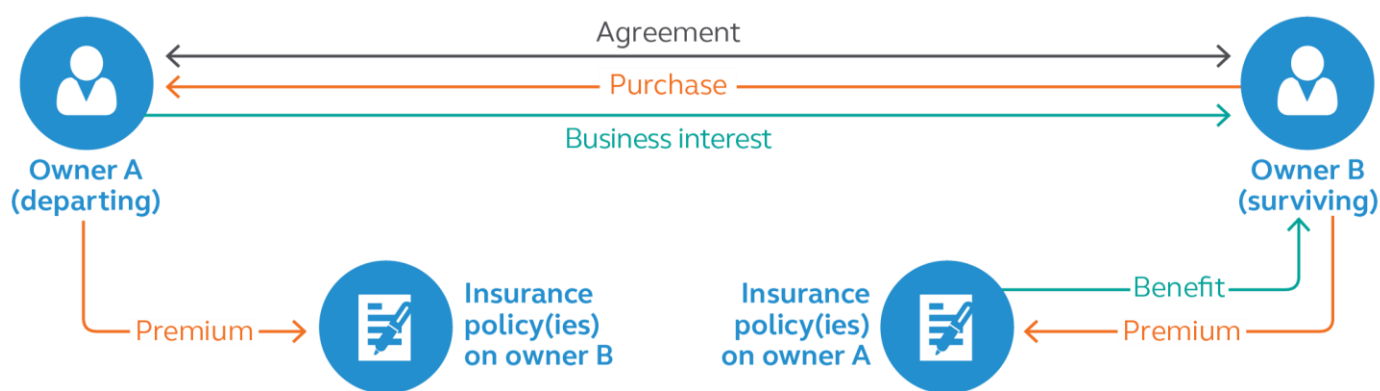 Agreement
Purchase
Business interest
Owner A
(departing)
Owner B
(surviving)
Premium
Insurance
policy(ies)
on owner B
Insurance
policy(ies)
on owner A
Benefit
Premium